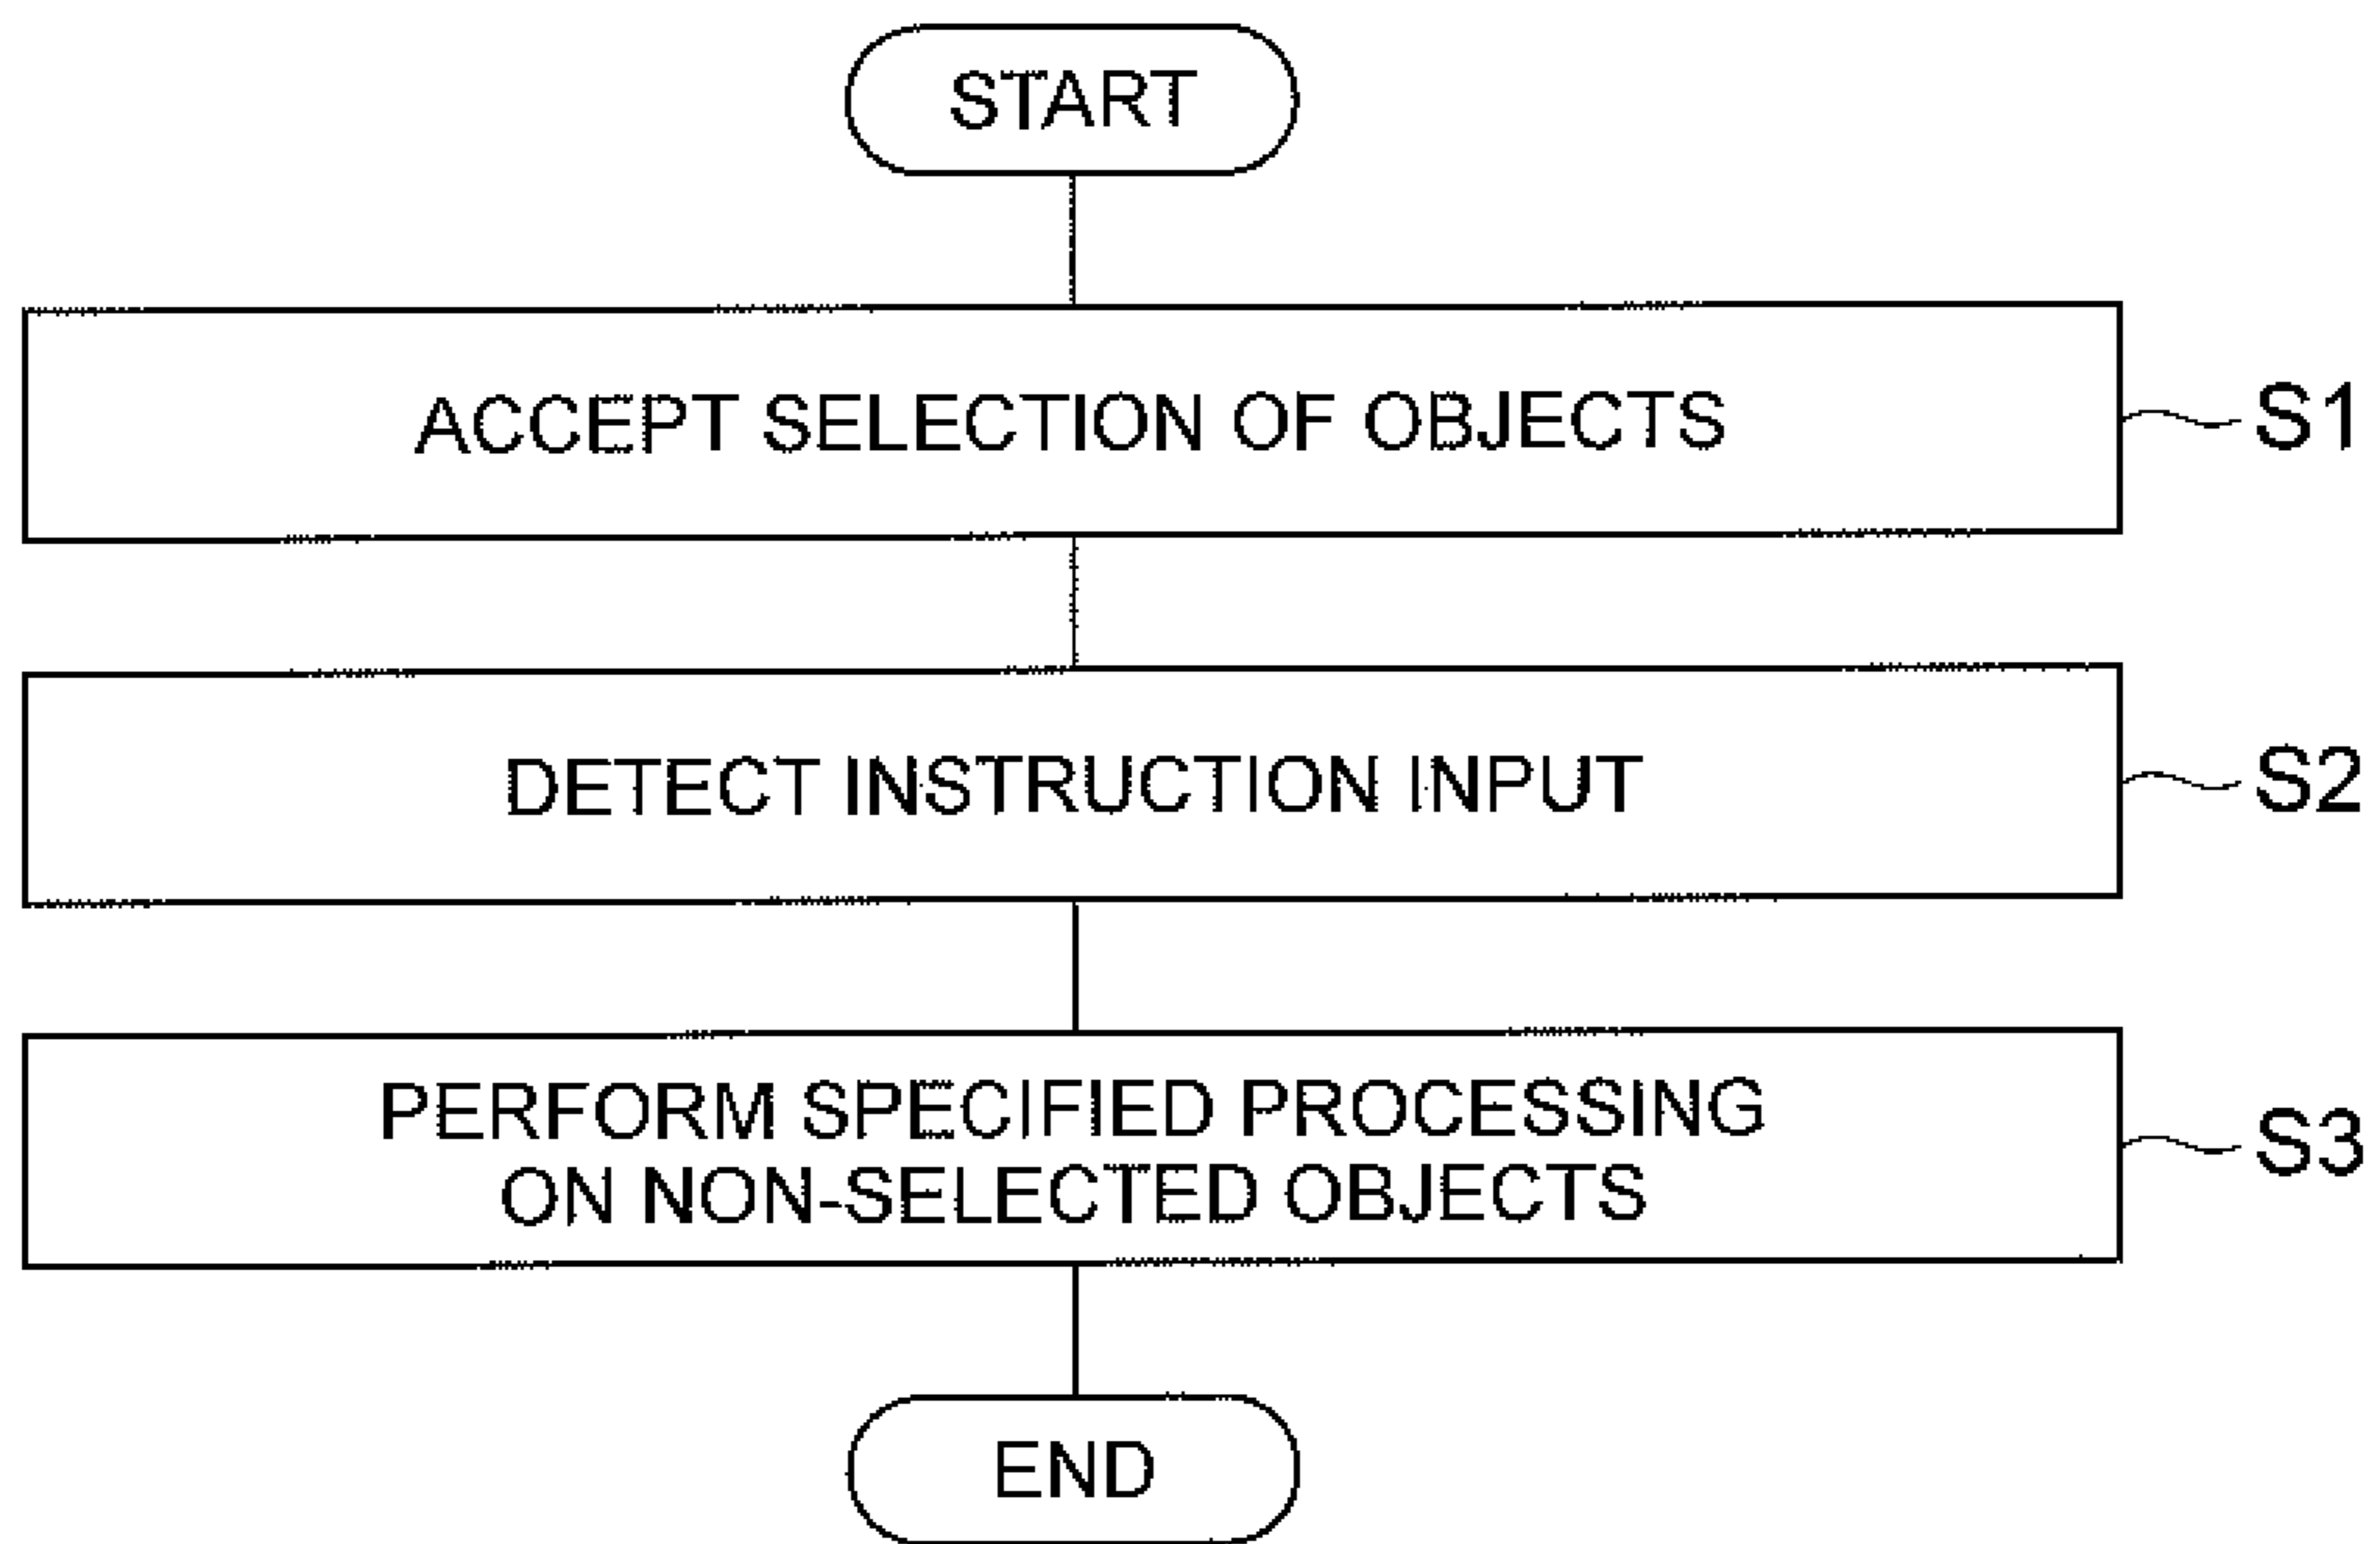 START
ACCEPT SELECTION OF OBJECTS
S1
DETECT INSTRUCTION INPUT
S2
PERFORM SPECIFIED PROCESSING
ON NON-SELECTED OBJECTS
S3
END